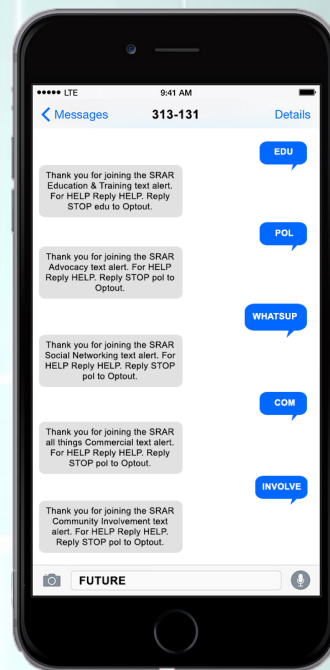 LTE 9:41 AM
Messages 313-131 Details
EDU
Thank you for joining the SRAR
Education & Training text alert.
For HELP Reply HELP. Reply
STOP edu to Optout.
POL
Thank you for joining the SRAR
Advocacy text alert. For HELP
Reply HELP. Reply STOP pol to
Optout.
WHATSUP
Thank you for joining the SRAR
Social Networking text alert. For
HELP Reply HELP. Reply STOP
pol to Optout.
COM
Thank you for joining the SRAR
all things Commercial text alert.
For HELP Reply HELP. Reply
STOP pol to Optout.
INVOLVE
Thank you for joining the SRAR
Community Involvement text
alert. For HELP Reply HELP.
Reply STOP pol to Optout.
FUTURE